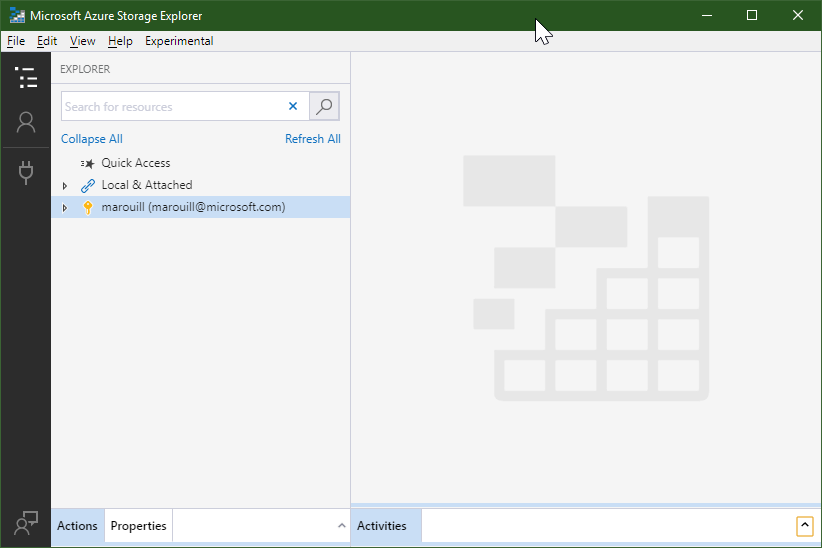 Microsoft Azure Storage Explorer
File Edit View Help Experimental
EXPLORER
Search for resources
Collapse All Refresh All
Quick Access
Local & Attached
marouill (marouill@microsoft.com)
Actions Properties Activities